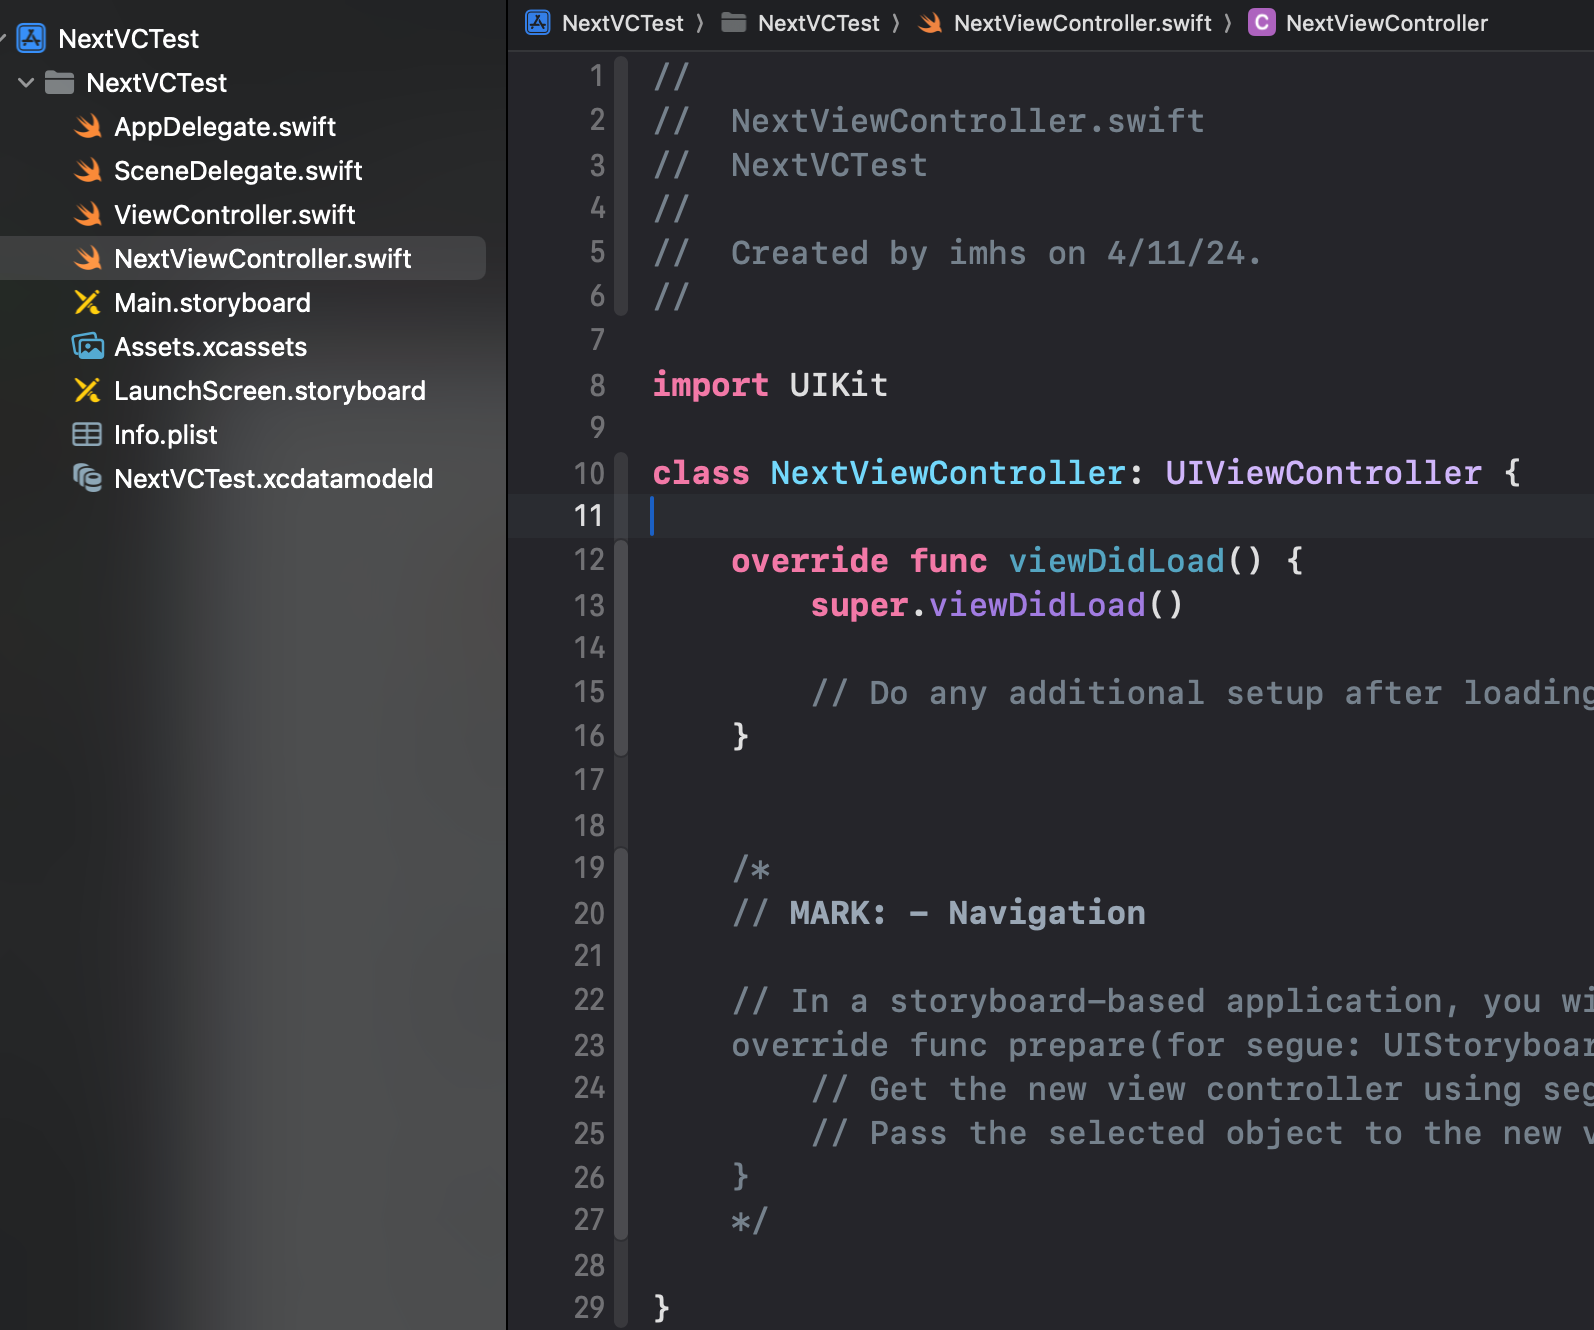 NextVCTest
NextVCTest
AppDelegate.swift
SceneDelegate.swift
ViewController.swift
NextViewController.swift
Main.storyboard
Assets.xcassets
LaunchScreen.storyboard
Info.plist
NextVCTest.xcdatamodeld
NextVCTest 〉 NextVCTest 〉 NextViewController.swift 〉 C NextViewController
1 //
2 //  NextViewController.swift
3 //  NextVCTest
4 //
5 //  Created by imhs on 4/11/24.
6 //
7
8 import UIKit
9
10 class NextViewController: UIViewController {
11
12     override func viewDidLoad() {
13         super.viewDidLoad()
14
15         // Do any additional setup after loading
16     }
17
18
19     /*
20     // MARK: - Navigation
21
22     // In a storyboard-based application, you wi
23     override func prepare(for segue: UIStoryboar
24         // Get the new view controller using seg
25         // Pass the selected object to the new v
26     }
27     */
28
29 }